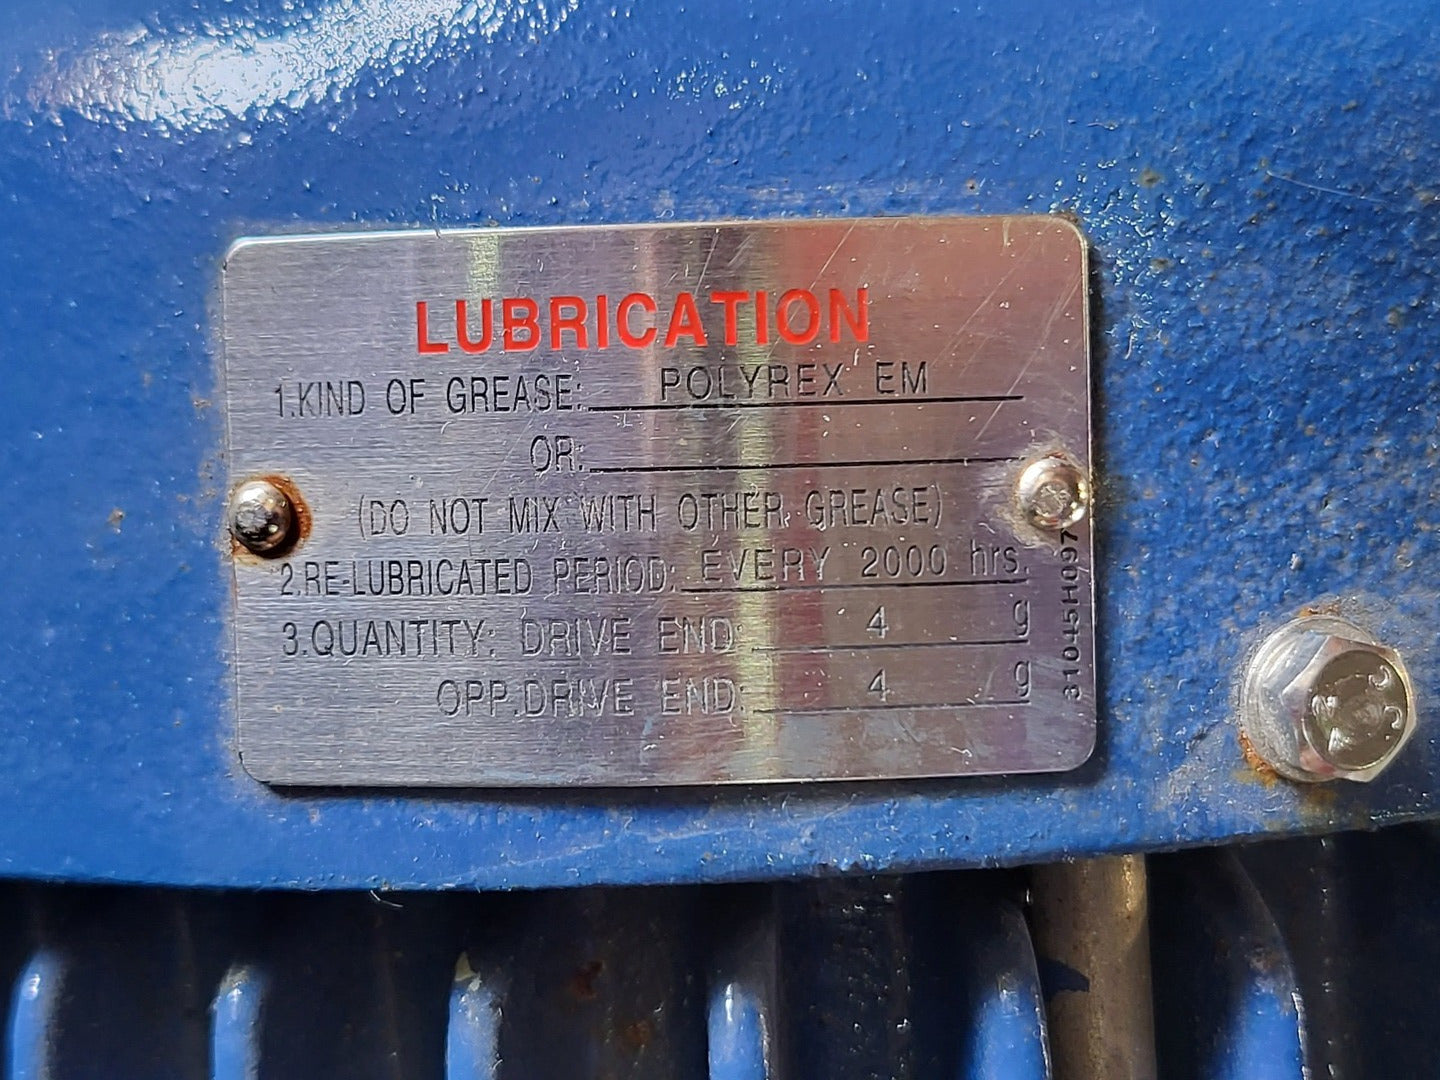 LUBRICATION
1.KIND OF GREASE: POLYREX EM
OR:
(DO NOT MIX WITH OTHER GREASE)
2.RE-LUBRICATED PERIOD: EVERY 2000 hrs.
3.QUANTITY: DRIVE END: 4 g
OPP.DRIVE END: 4 g
31045H097